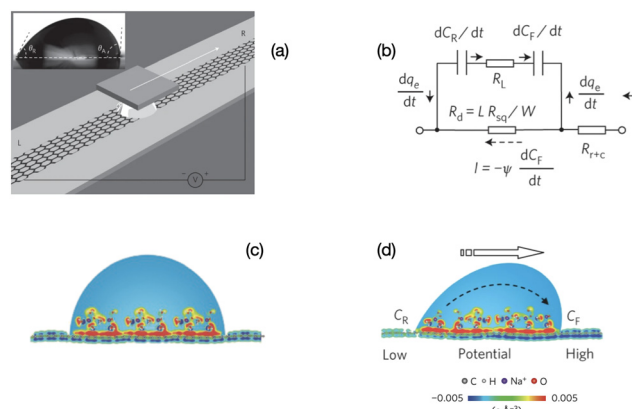 θR
θA
R
L
− V +
(a)
(b)
dCR/dt
dCF/dt
RL
dqe
dt
dqe
dt
Rd = L Rsq/W
Rr+c
I = −ψ dCF
dt
(c)
(d)
CR
CF
Low
Potential
High
C H Na⁺ O
−0.005
0.005